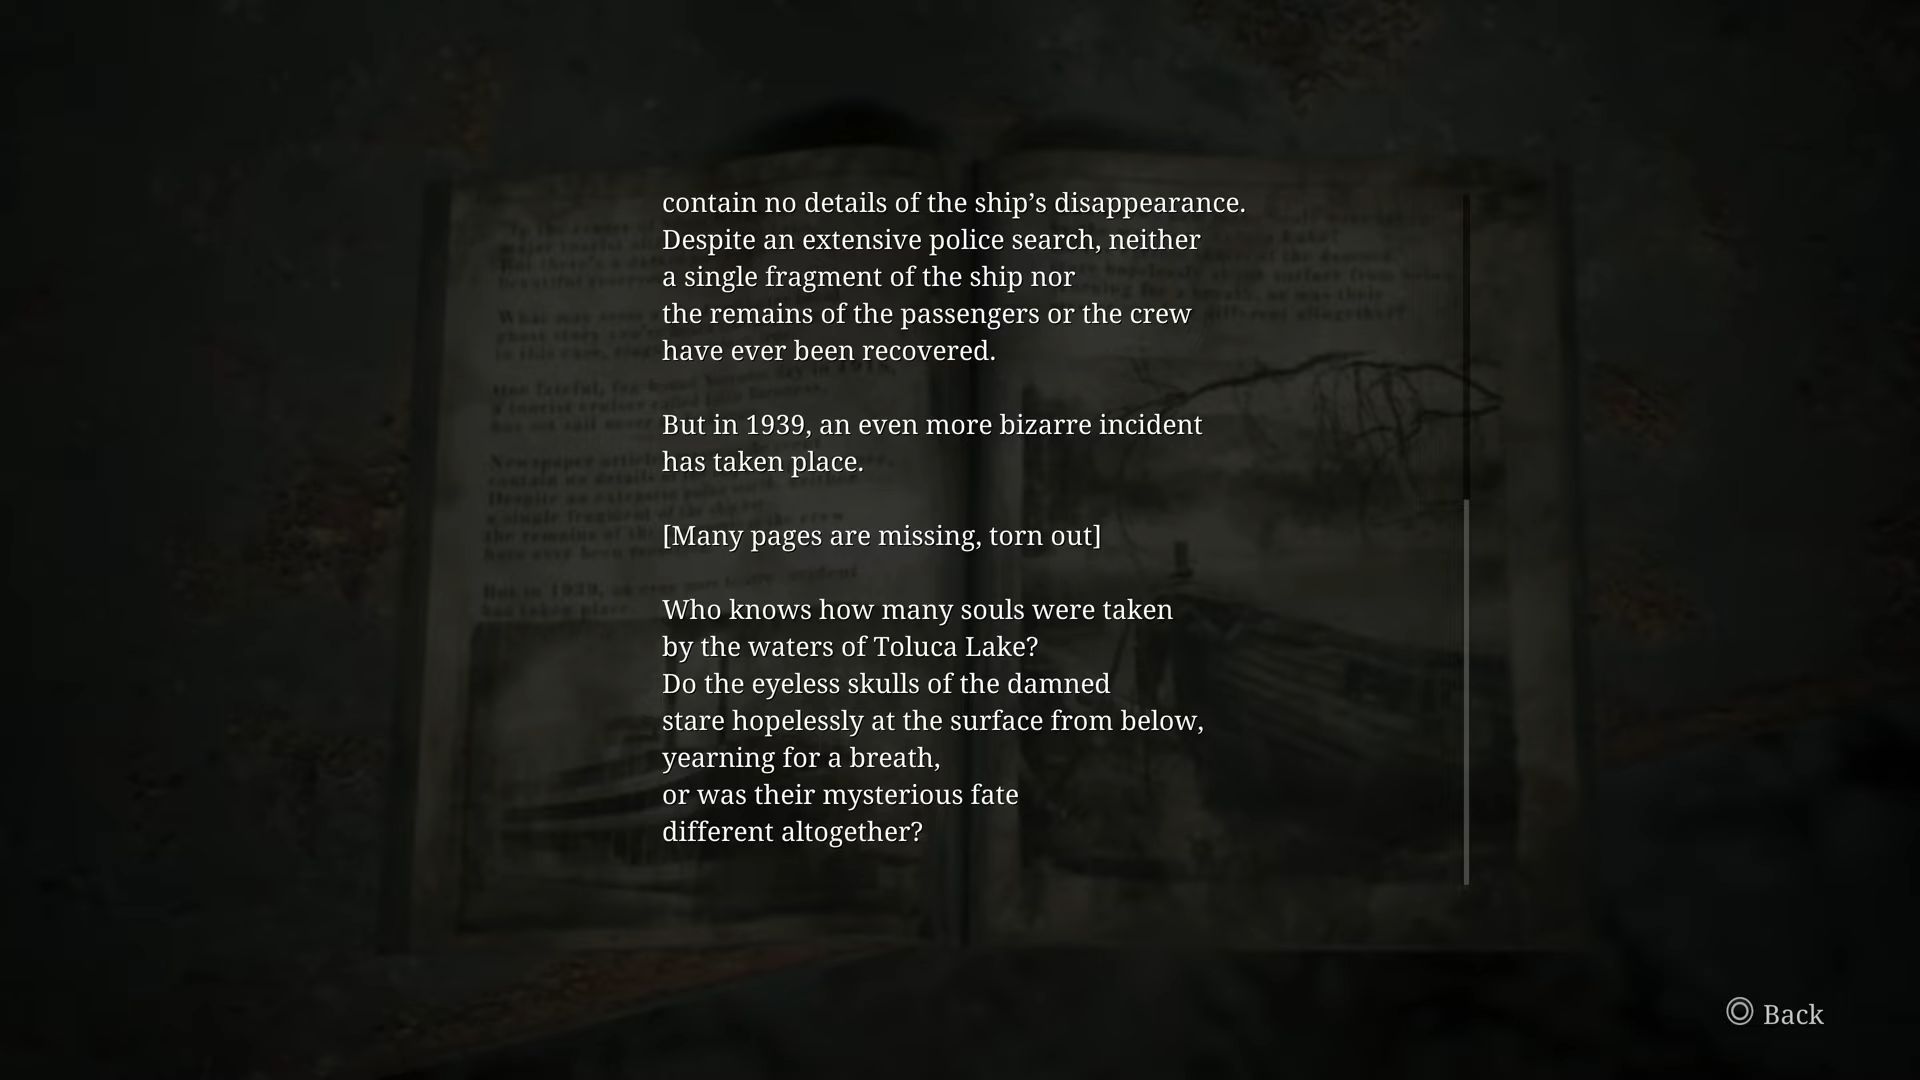 contain no details of the ship’s disappearance.
Despite an extensive police search, neither
a single fragment of the ship nor
the remains of the passengers or the crew
have ever been recovered.
But in 1939, an even more bizarre incident
has taken place.
[Many pages are missing, torn out]
Who knows how many souls were taken
by the waters of Toluca Lake?
Do the eyeless skulls of the damned
stare hopelessly at the surface from below,
yearning for a breath,
or was their mysterious fate
different altogether?
Back